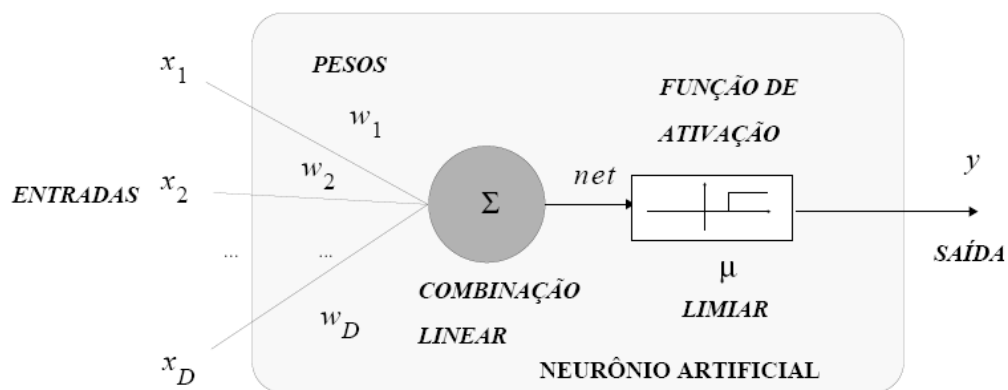 x1
PESOS
FUNÇÃO DE
ATIVAÇÃO
w1
w2
net
y
ENTRADAS
x2
Σ
SAÍDA
...
...
μ
COMBINAÇÃO
LINEAR
LIMIAR
wD
xD
NEURÔNIO ARTIFICIAL